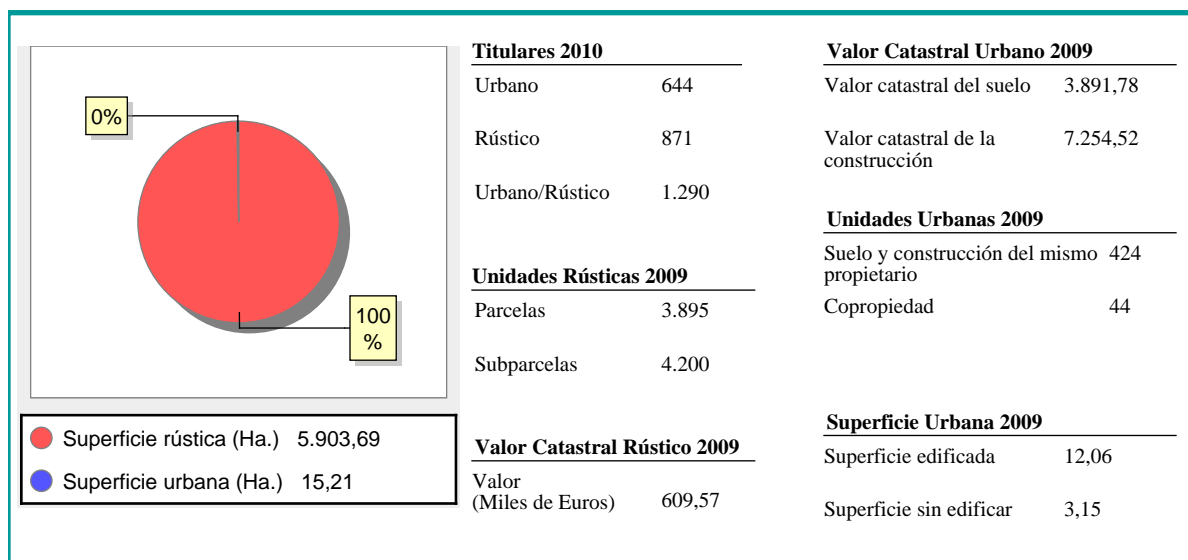 0%
100
%
Superficie rústica (Ha.) 5.903,69
Superficie urbana (Ha.) 15,21
Titulares 2010
Urbano 644
Rústico 871
Urbano/Rústico 1.290
Unidades Rústicas 2009
Parcelas 3.895
Subparcelas 4.200
Valor Catastral Rústico 2009
Valor
(Miles de Euros) 609,57
Valor Catastral Urbano 2009
Valor catastral del suelo 3.891,78
Valor catastral de la 7.254,52
construcción
Unidades Urbanas 2009
Suelo y construcción del mismo 424
propietario
Copropiedad 44
Superficie Urbana 2009
Superficie edificada 12,06
Superficie sin edificar 3,15